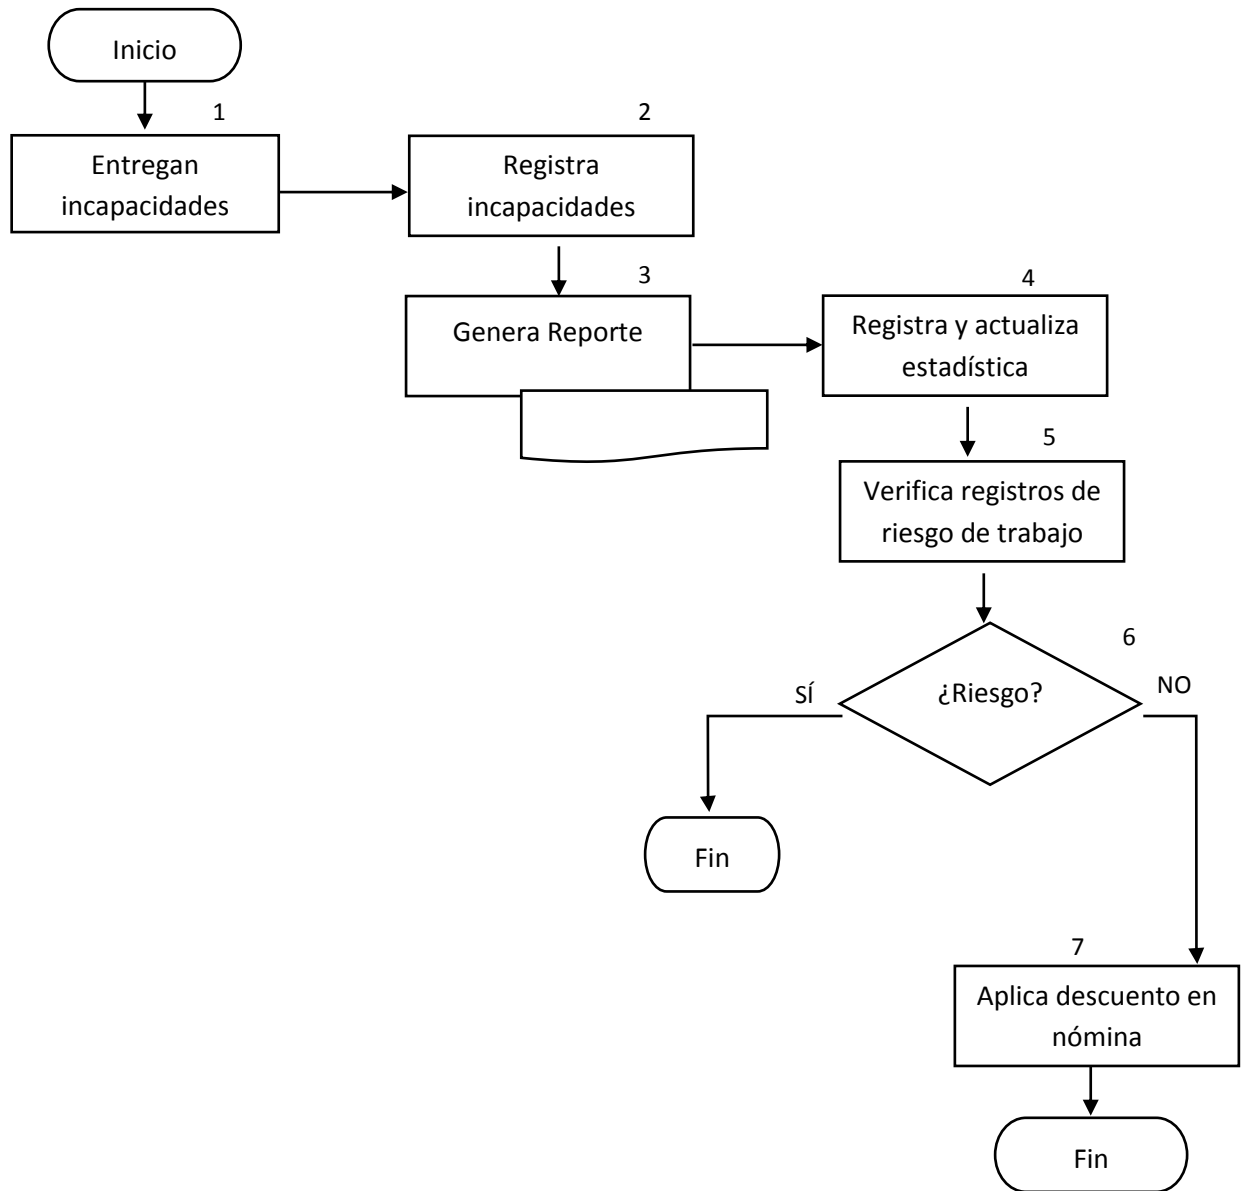 Inicio
1
Entregan
incapacidades
2
Registra
incapacidades
3
Genera Reporte
4
Registra y actualiza
estadística
5
Verifica registros de
riesgo de trabajo
6
¿Riesgo?
SÍ
NO
Fin
7
Aplica descuento en
nómina
Fin